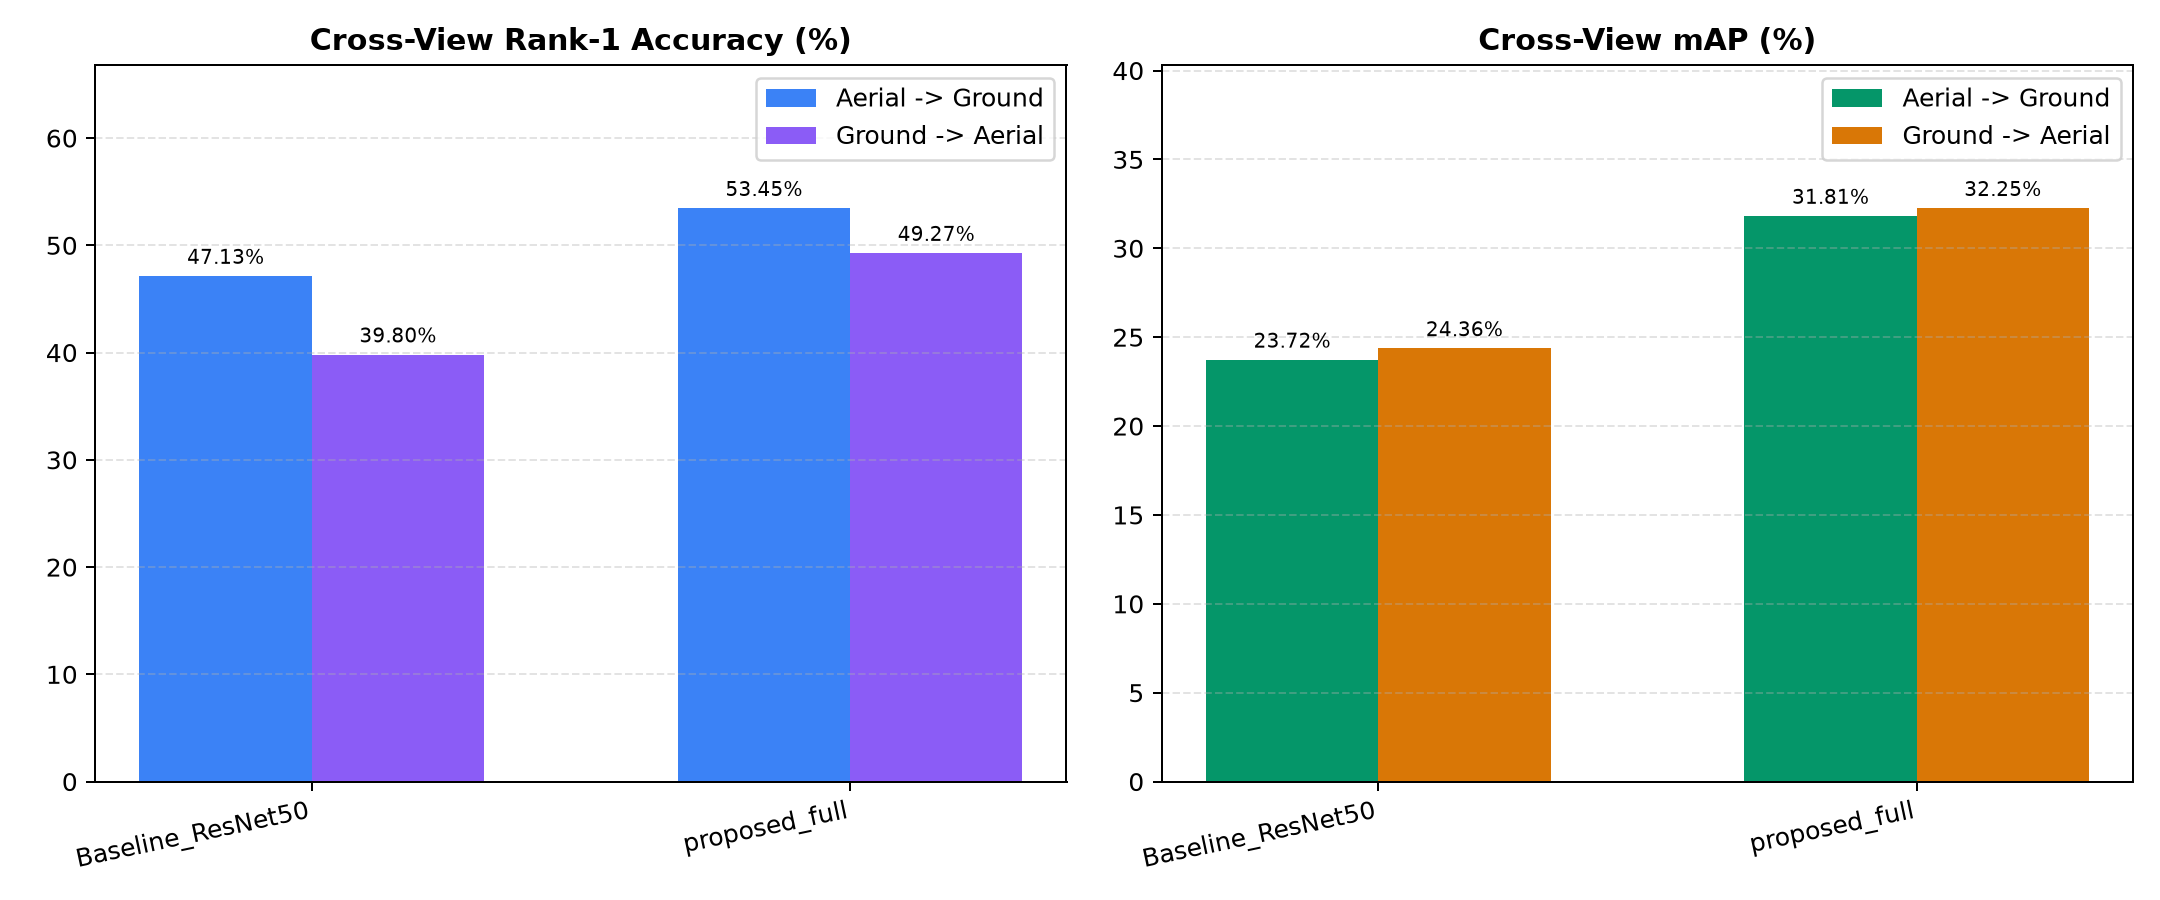 Cross-View Rank-1 Accuracy (%)
Aerial -> Ground
Ground -> Aerial
60
50
40
30
20
10
0
47.13%
39.80%
53.45%
49.27%
Baseline_ResNet50
proposed_full
Cross-View mAP (%)
Aerial -> Ground
Ground -> Aerial
40
35
30
25
20
15
10
5
0
23.72%
24.36%
31.81%
32.25%
Baseline_ResNet50
proposed_full